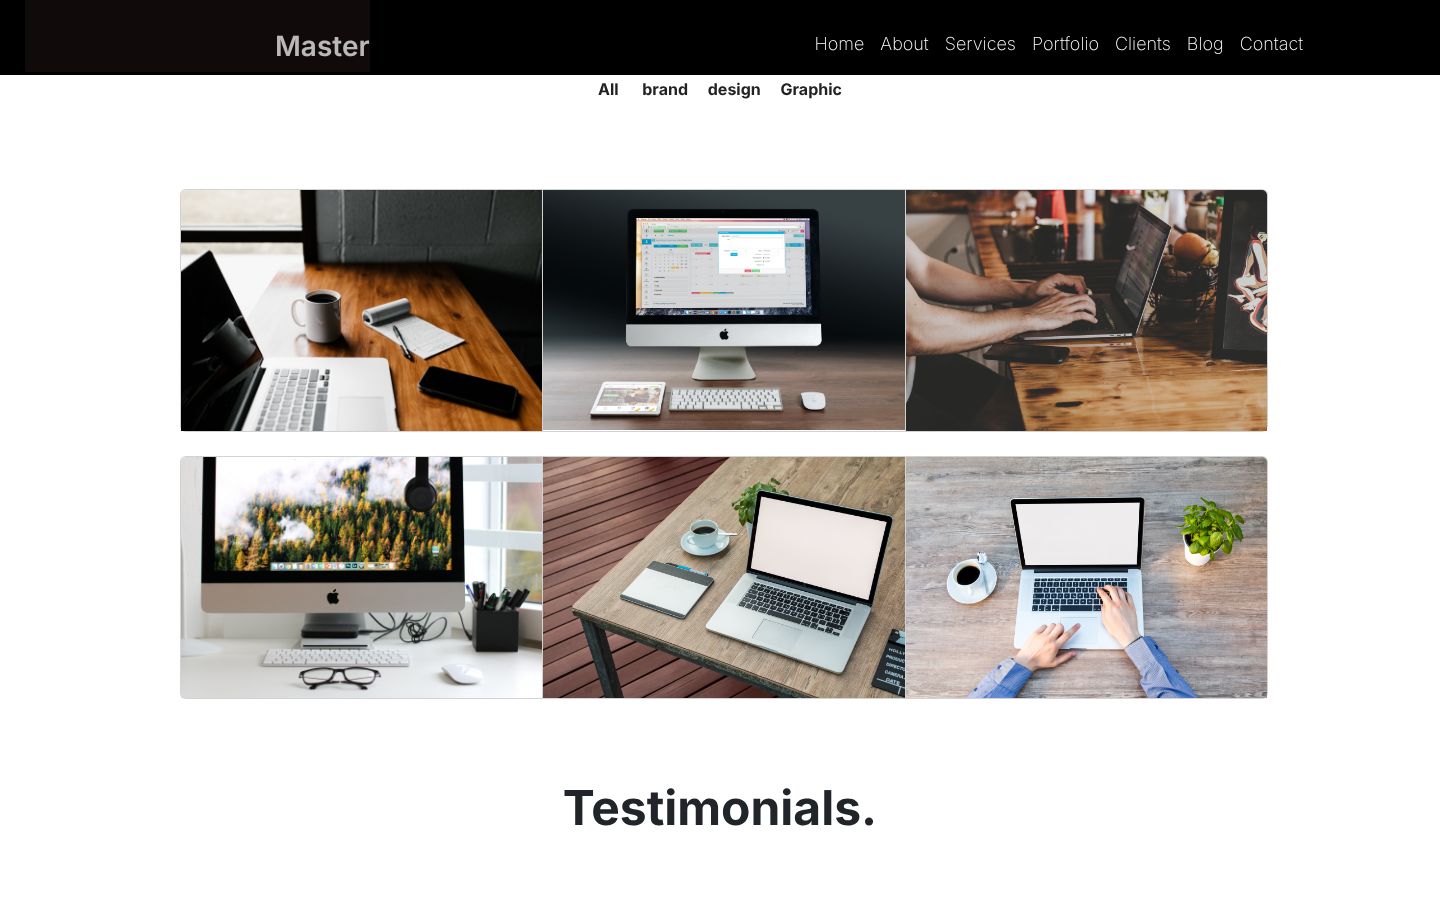 Master
Home About Services Portfolio Clients Blog Contact
All brand design Graphic
Testimonials.